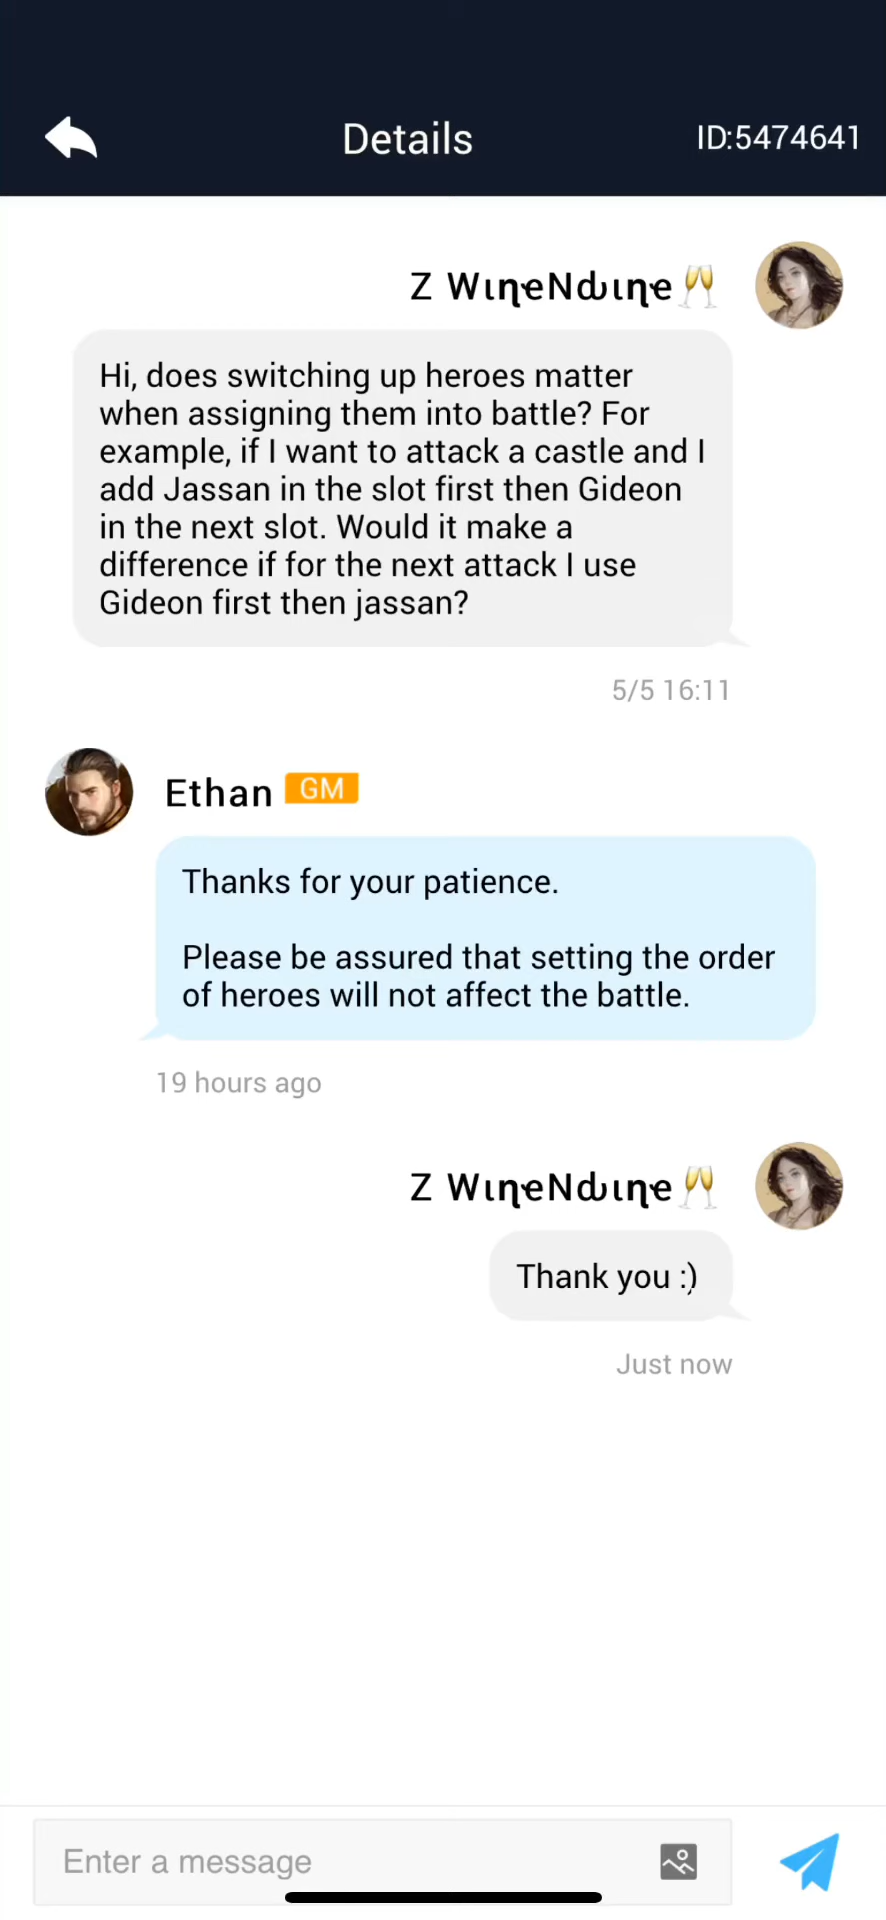 Details
ID:5474641
Z WιɳҽNԃιɳҽ🥂
Hi, does switching up heroes matter
when assigning them into battle? For
example, if I want to attack a castle and I
add Jassan in the slot first then Gideon
in the next slot. Would it make a
difference if for the next attack I use
Gideon first then jassan?
5/5 16:11
Ethan GM
Thanks for your patience.
Please be assured that setting the order
of heroes will not affect the battle.
19 hours ago
Z WιɳҽNԃιɳҽ🥂
Thank you :)
Just now
Enter a message